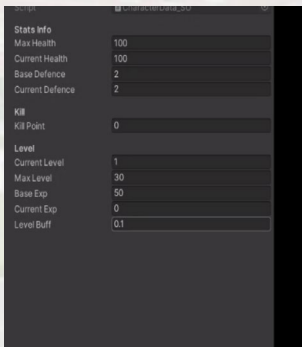 Script CharacterData_SO
Stats Info
Max Health 100
Current Health 100
Base Defence 2
Current Defence 2
Kill
Kill Point 0
Level
Current Level 1
Max Level 30
Base Exp 50
Current Exp 0
Level Buff 0.1